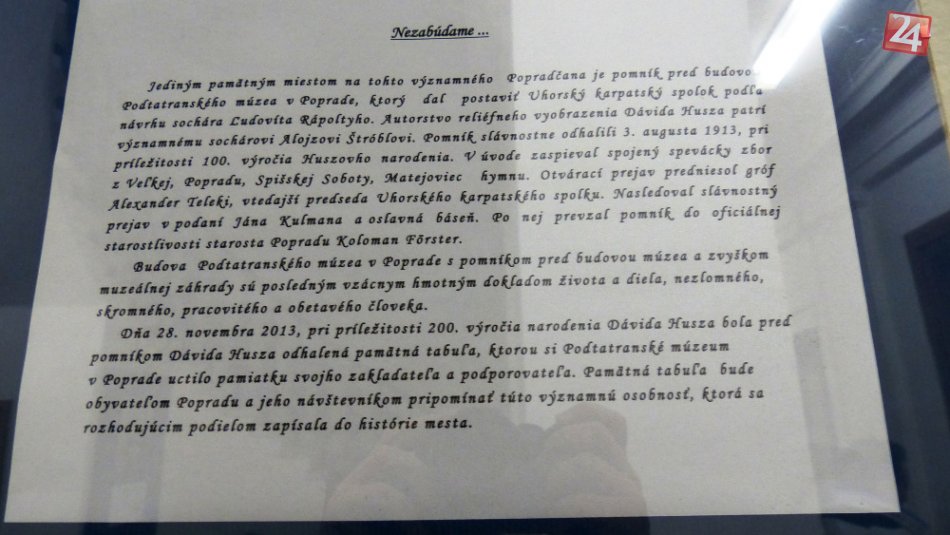 24
Nezabúdame ...
Jediným pamätným miestom na tohto významného Popradčana je pomník pred budovou
Podtatranského múzea v Poprade, ktorý dal postaviť Uhorský karpatský spolok podľa
návrhu sochára Ľudovíta Rápoltyho. Autorstvo reliéfneho vyobrazenia Dávida Husza patrí
významnému sochárovi Alojzovi Štróblovi. Pomník slávnostne odhalili 3. augusta 1913, pri
príležitosti 100. výročia Huszovho narodenia. V úvode zaspieval spojený spevácky zbor
z Veľkej, Popradu, Spišskej Soboty, Matejoviec hymnu. Otvárací prejav predniesol gróf
Alexander Teleki, vtedajší predseda Uhorského karpatského spolku. Nasledoval slávnostný
prejav v podaní Jána Kulmana a oslavná báseň. Po nej prevzal pomník do oficiálnej
starostlivosti starosta Popradu Koloman Förster.
Budova Podtatranského múzea v Poprade s pomníkom pred budovou múzea a zvyškom
muzeálnej záhrady sú posledným vzácnym hmotným dokladom života a diela, nezlomného,
skromného, pracovitého a obetavého človeka.
Dňa 28. novembra 2013, pri príležitosti 200. výročia narodenia Dávida Husza bola pred
pomníkom Dávida Husza odhalená pamätná tabuľa, ktorou si Podtatranské múzeum
v Poprade uctilo pamiatku svojho zakladateľa a podporovateľa. Pamätná tabuľa bude
obyvateľom Popradu a jeho návštevníkom pripomínať túto významnú osobnosť, ktorá sa
rozhodujúcim podielom zapísala do histórie mesta.